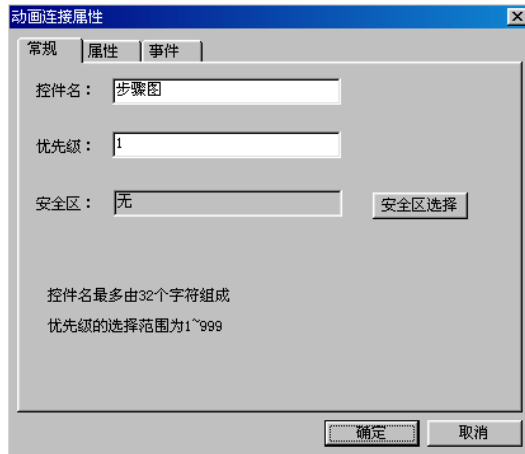 动画连接属性
常规 属性 事件
控件名： 步骤图
优先级： 1
安全区： 无 安全区选择
控件名最多由32个字符组成
优先级的选择范围为1~999
确定 取消